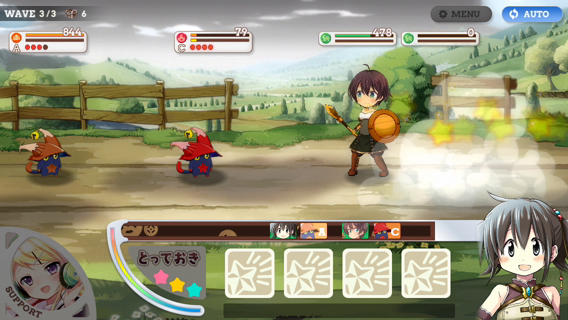 WAVE 3/3 6
MENU
AUTO
844
A
79
C
478
0
A
C
とっておき
SUPPORT